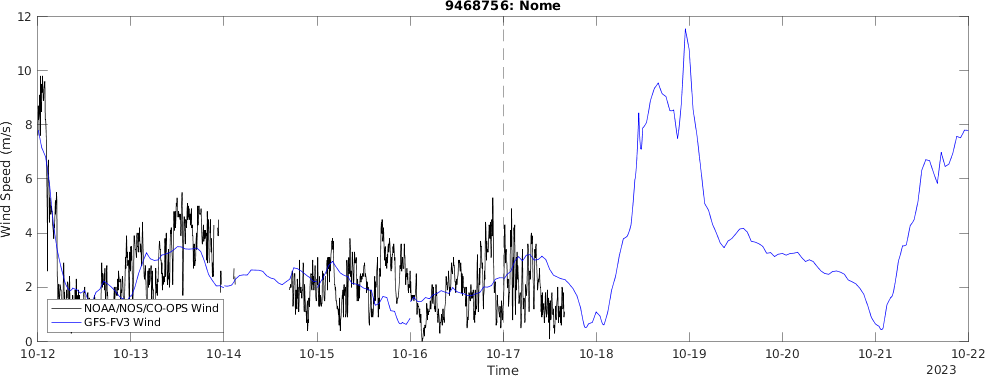 9468756: Nome
12
10
8
6
4
2
0
Wind Speed (m/s)
NOAA/NOS/CO-OPS Wind
GFS-FV3 Wind
10-12 10-13 10-14 10-15 10-16 10-17 10-18 10-19 10-20 10-21 10-22
Time
2023